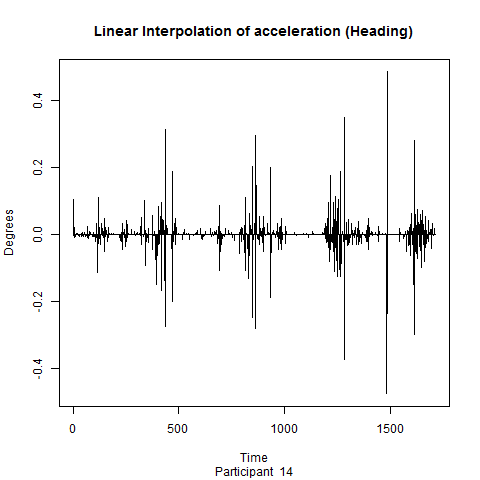 Linear Interpolation of acceleration (Heading)
Degrees
0.4
0.2
0.0
-0.2
-0.4
0 500 1000 1500
Time
Participant 14